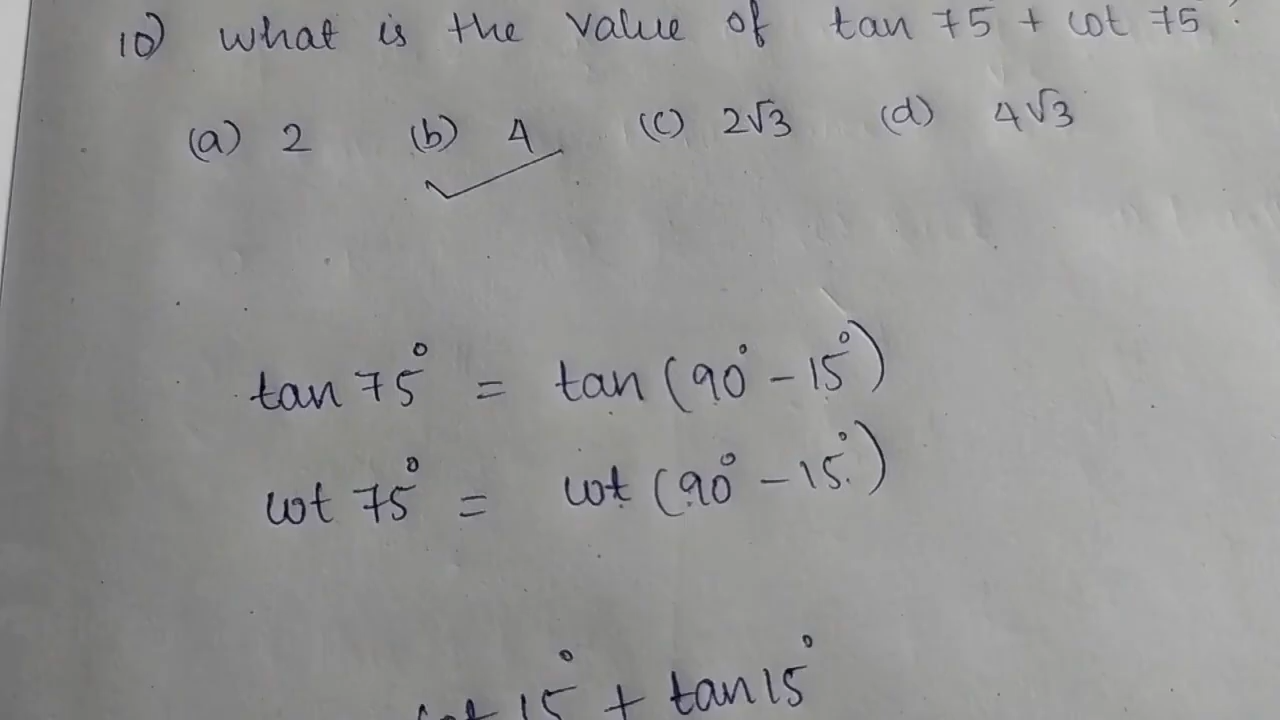 10) What is the value of tan 75 + cot 75 ?
(a) 2 (b) 4 (c) 2√3 (d) 4√3
tan 75° = tan (90° - 15°)
cot 75° = cot (90° - 15°)
cot 15° + tan 15°